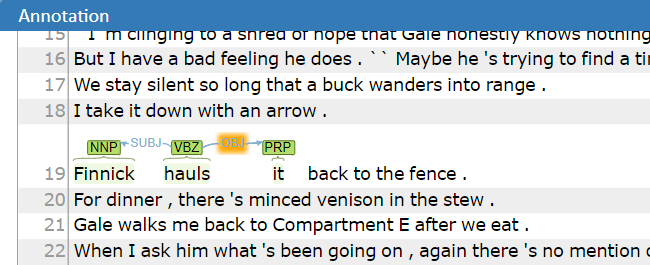 Annotation
15 I 'm clinging to a shred of hope that Gale honestly knows nothing
16 But I have a bad feeling he does . `` Maybe he 's trying to find a
17 We stay silent so long that a buck wanders into range .
18 I take it down with an arrow .
NNP SUBJ VBZ OBJ PRP
19 Finnick hauls it back to the fence .
20 For dinner , there 's minced venison in the stew .
21 Gale walks me back to Compartment E after we eat .
22 When I ask him what 's been going on , again there 's no mention